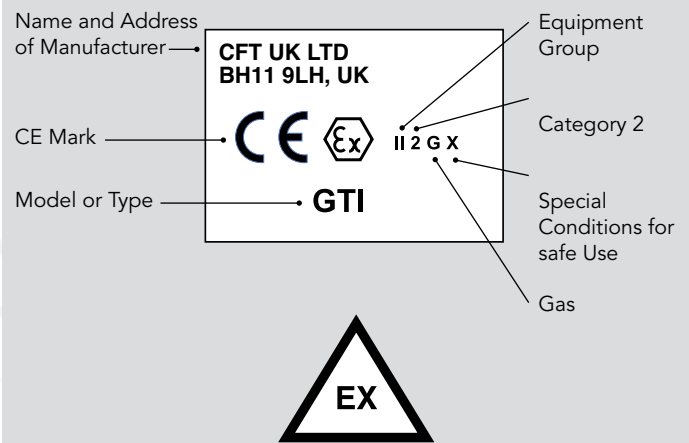 Name and Address
of Manufacturer
CE Mark
Model or Type
CFT UK LTD
BH11 9LH, UK
CE Ex II 2 G X
GTI
Equipment
Group
Category 2
Special
Conditions for
safe Use
Gas
EX